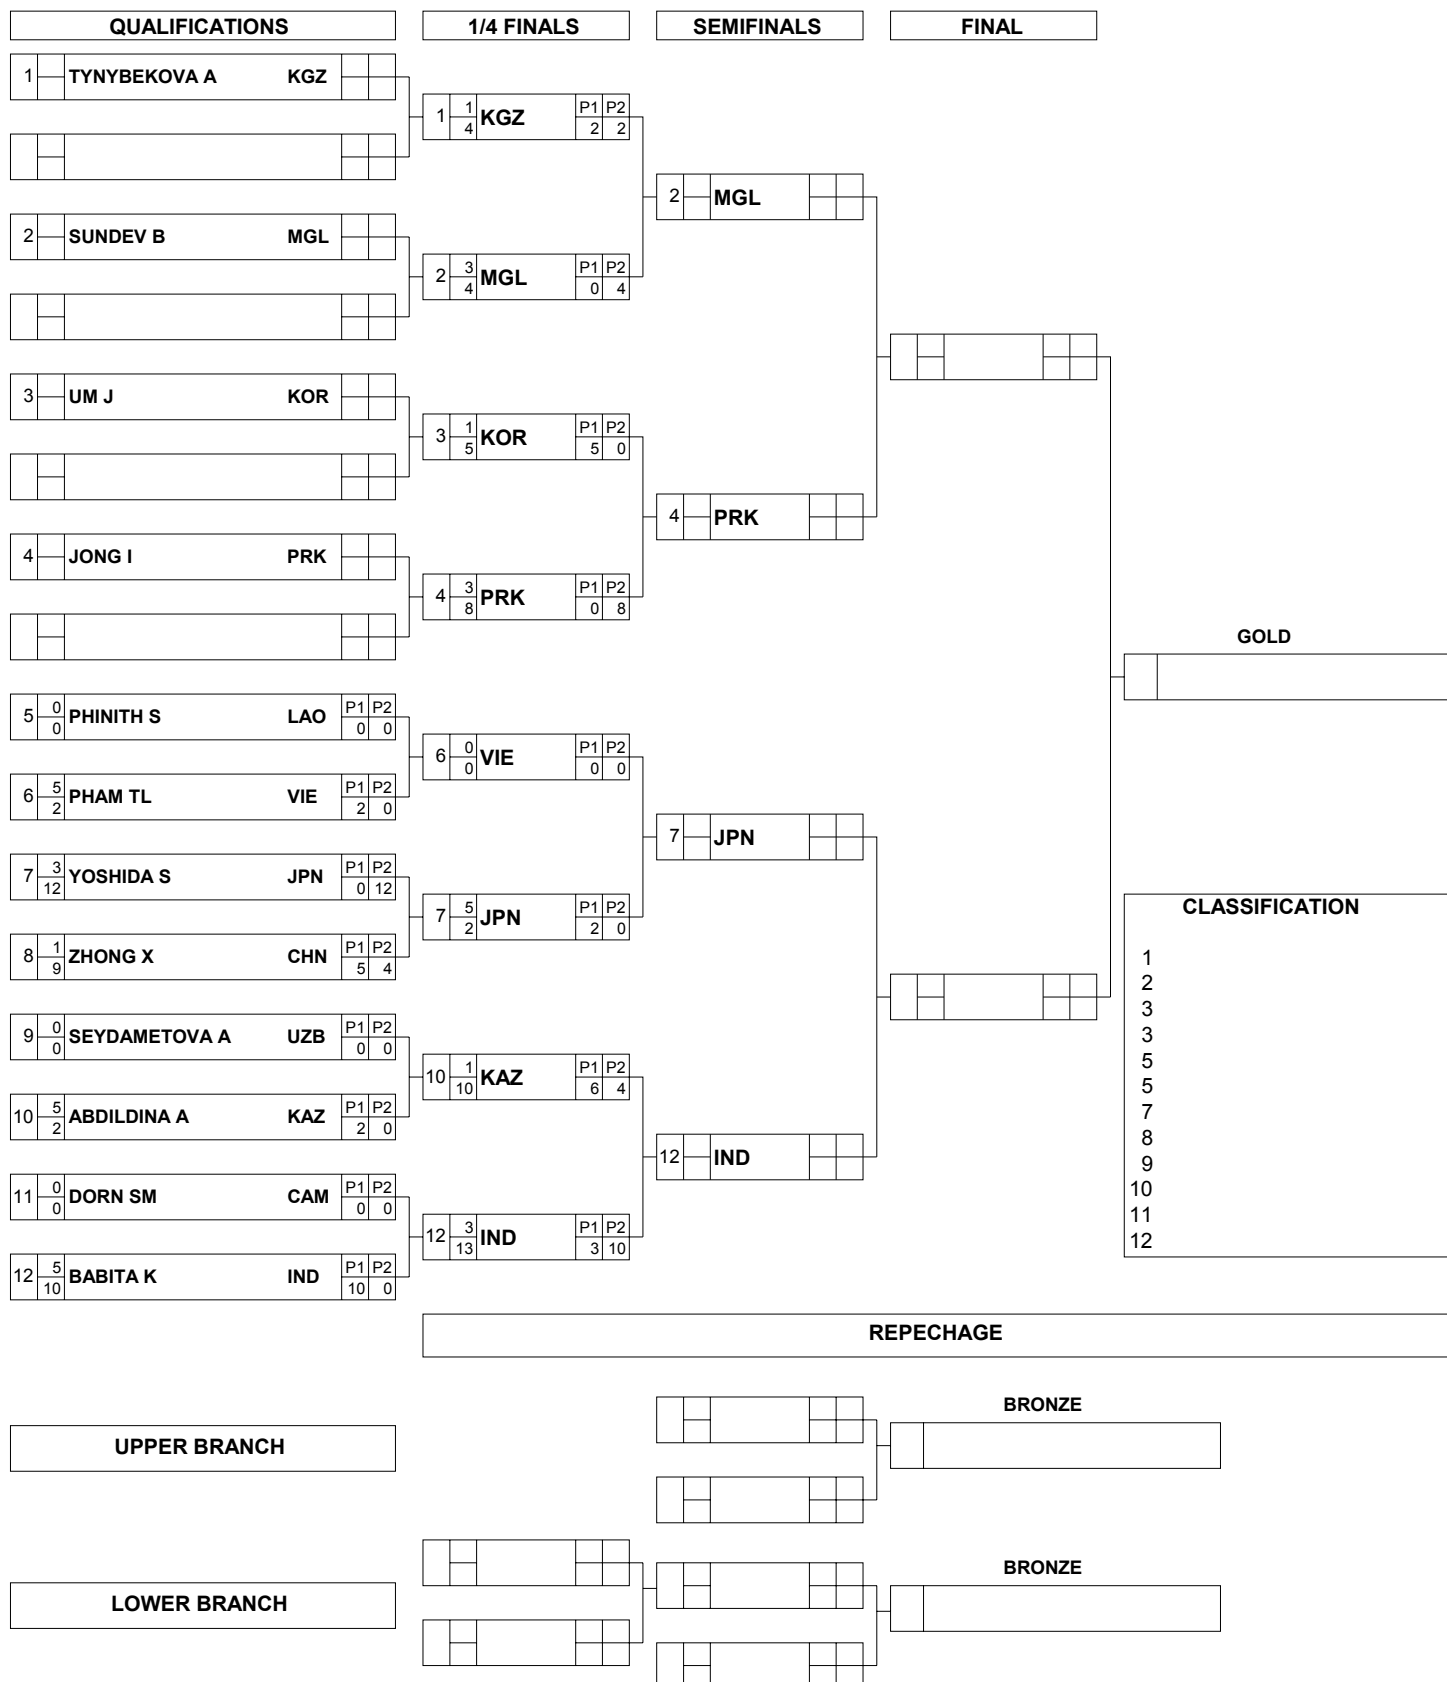 QUALIFICATIONS 1/4 FINALS SEMIFINALS FINAL
1 TYNYBEKOVA A KGZ
1 1 4 KGZ P1 P2 2 2
2 MGL
2 SUNDEV B MGL
2 3 4 MGL P1 P2 0 4
3 UM J KOR
3 1 5 KOR P1 P2 5 0
4 PRK
4 JONG I PRK
4 3 8 PRK P1 P2 0 8
GOLD
5 0 0 PHINITH S LAO P1 P2 0 0
6 0 0 VIE P1 P2 0 0
6 5 2 PHAM TL VIE P1 P2 2 0
7 JPN
7 3 12 YOSHIDA S JPN P1 P2 0 12
7 5 2 JPN P1 P2 2 0
8 1 9 ZHONG X CHN P1 P2 5 4
9 0 0 SEYDAMETOVA A UZB P1 P2 0 0
10 1 10 KAZ P1 P2 6 4
10 5 2 ABDILDINA A KAZ P1 P2 2 0
12 IND
11 0 0 DORN SM CAM P1 P2 0 0
12 3 13 IND P1 P2 3 10
12 5 10 BABITA K IND P1 P2 10 0
CLASSIFICATION
1
2
3
3
5
5
7
8
9
10
11
12
REPECHAGE
BRONZE
UPPER BRANCH
BRONZE
LOWER BRANCH